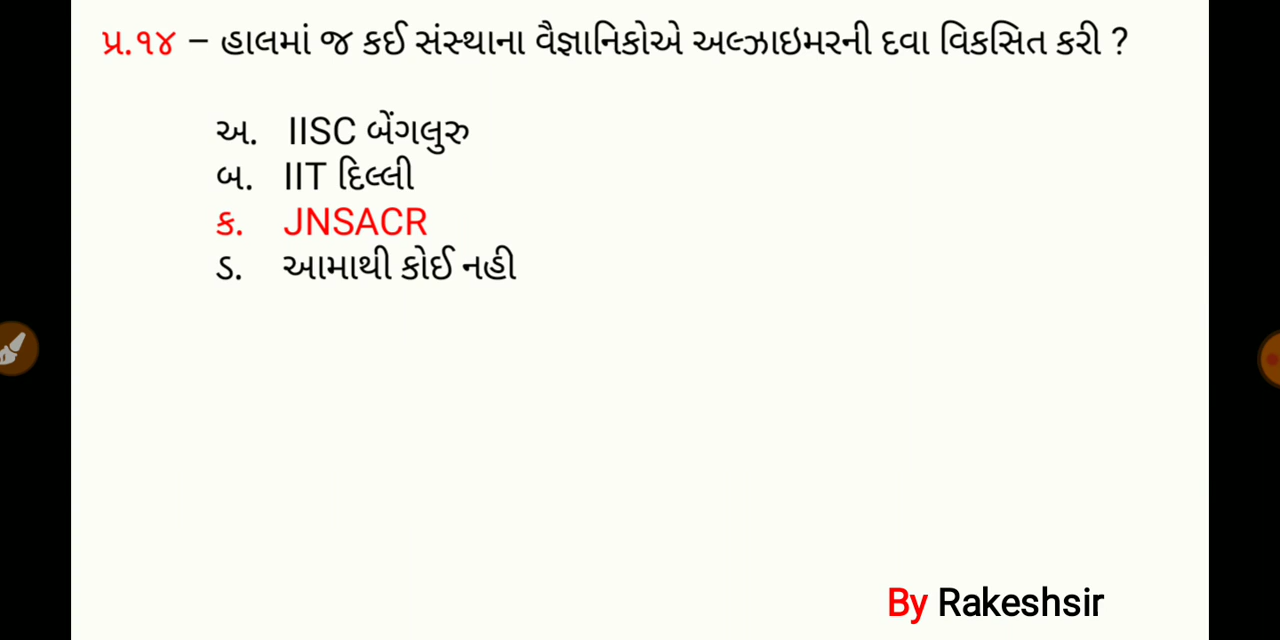 પ્ર.૧૪ – હાલમાં જ કઈ સંસ્થાના વૈજ્ઞાનિકોએ અલ્ઝાઇમરની દવા વિકસિત કરી ?
અ. IISC બેંગલુરુ
બ. IIT દિલ્લી
ક. JNSACR
ડ. આમાથી કોઈ નહી
By Rakeshsir